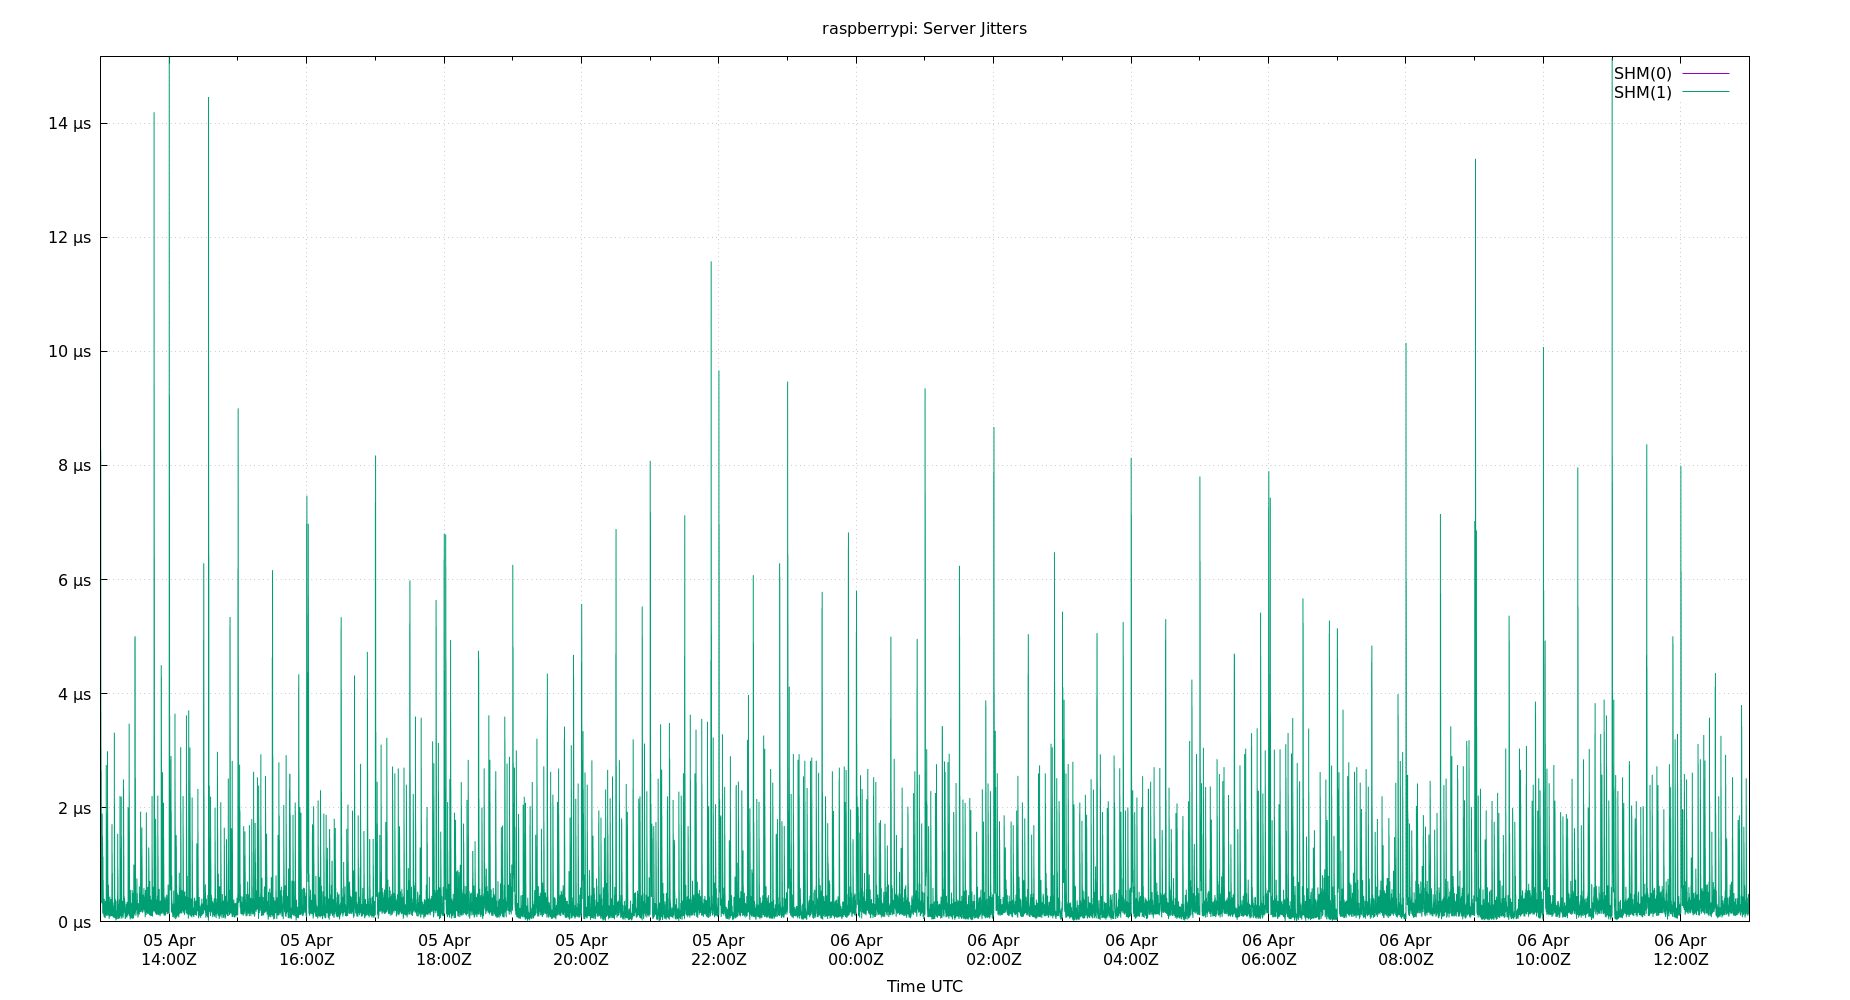 raspberrypi: Server Jitters
SHM(0)
SHM(1)
14 µs
12 µs
10 µs
8 µs
6 µs
4 µs
2 µs
0 µs
05 Apr 05 Apr 05 Apr 05 Apr 05 Apr 06 Apr 06 Apr 06 Apr 06 Apr 06 Apr 06 Apr 06 Apr
14:00Z 16:00Z 18:00Z 20:00Z 22:00Z 00:00Z 02:00Z 04:00Z 06:00Z 08:00Z 10:00Z 12:00Z
Time UTC